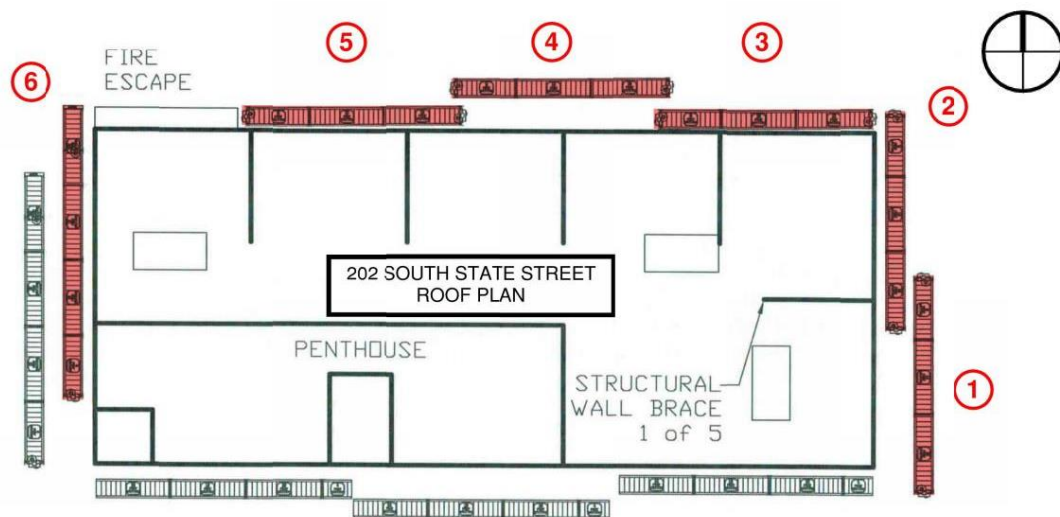 5
4
3
FIRE
ESCAPE
6
2
202 SOUTH STATE STREET
ROOF PLAN
PENTHOUSE
STRUCTURAL
WALL BRACE
1 of 5
1